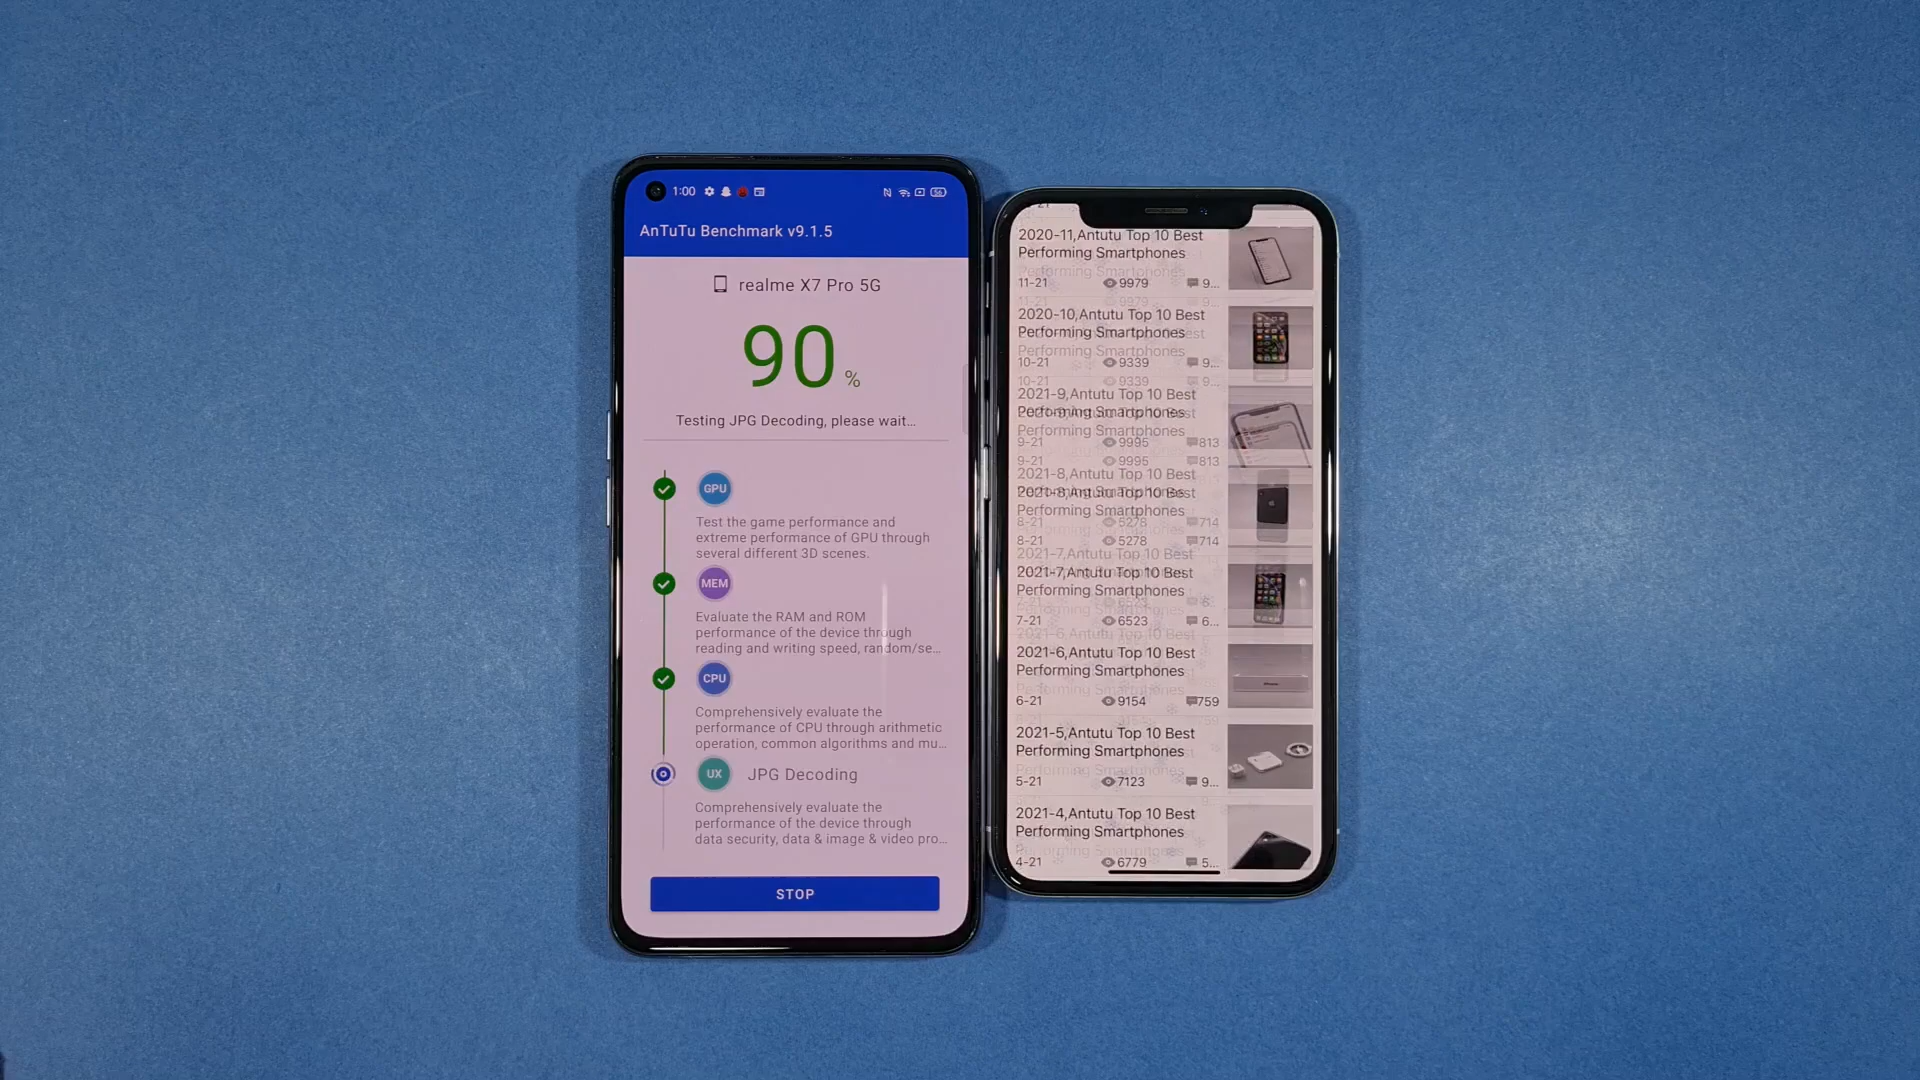 1:00
56
AnTuTu Benchmark v9.1.5
realme X7 Pro 5G
90 %
Testing JPG Decoding, please wait...
GPU
Test the game performance and
extreme performance of GPU through
several different 3D scenes.
MEM
Evaluate the RAM and ROM
performance of the device through
reading and writing speed, random/se...
CPU
Comprehensively evaluate the
performance of CPU through arithmetic
operation, common algorithms and mu...
UX JPG Decoding
Comprehensively evaluate the
performance of the device through
data security, data & image & video pro...
STOP
2020-11,Antutu Top 10 Best
Performing Smartphones
11-21 9979 9...
2020-10,Antutu Top 10 Best
Performing Smartphones
10-21 9339 9...
2021-9,Antutu Top 10 Best
Performing Smartphones
9-21 9995 813
2021-8,Antutu Top 10 Best
Performing Smartphones
8-21 5278 714
2021-7,Antutu Top 10 Best
Performing Smartphones
7-21 6523 6...
2021-6,Antutu Top 10 Best
Performing Smartphones
6-21 9154 759
2021-5,Antutu Top 10 Best
Performing Smartphones
5-21 7123 9...
2021-4,Antutu Top 10 Best
Performing Smartphones
4-21 6779 5...